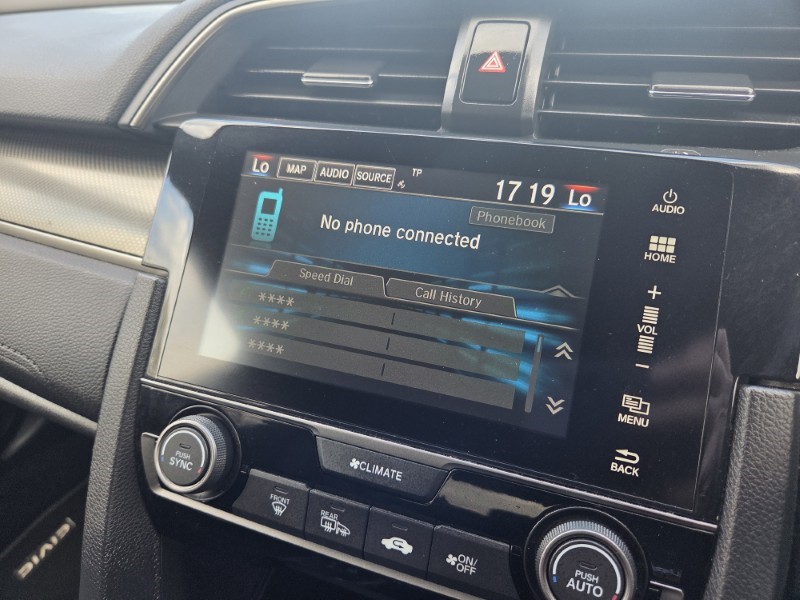 Lo MAP AUDIO SOURCE TP 17 19 Lo
Phonebook
No phone connected
Speed Dial Call History
****
****
****
AUDIO
HOME
+
VOL
−
MENU
BACK
PUSH
SYNC
CLIMATE
FRONT
REAR
ON/
OFF
PUSH
AUTO
CIVIC